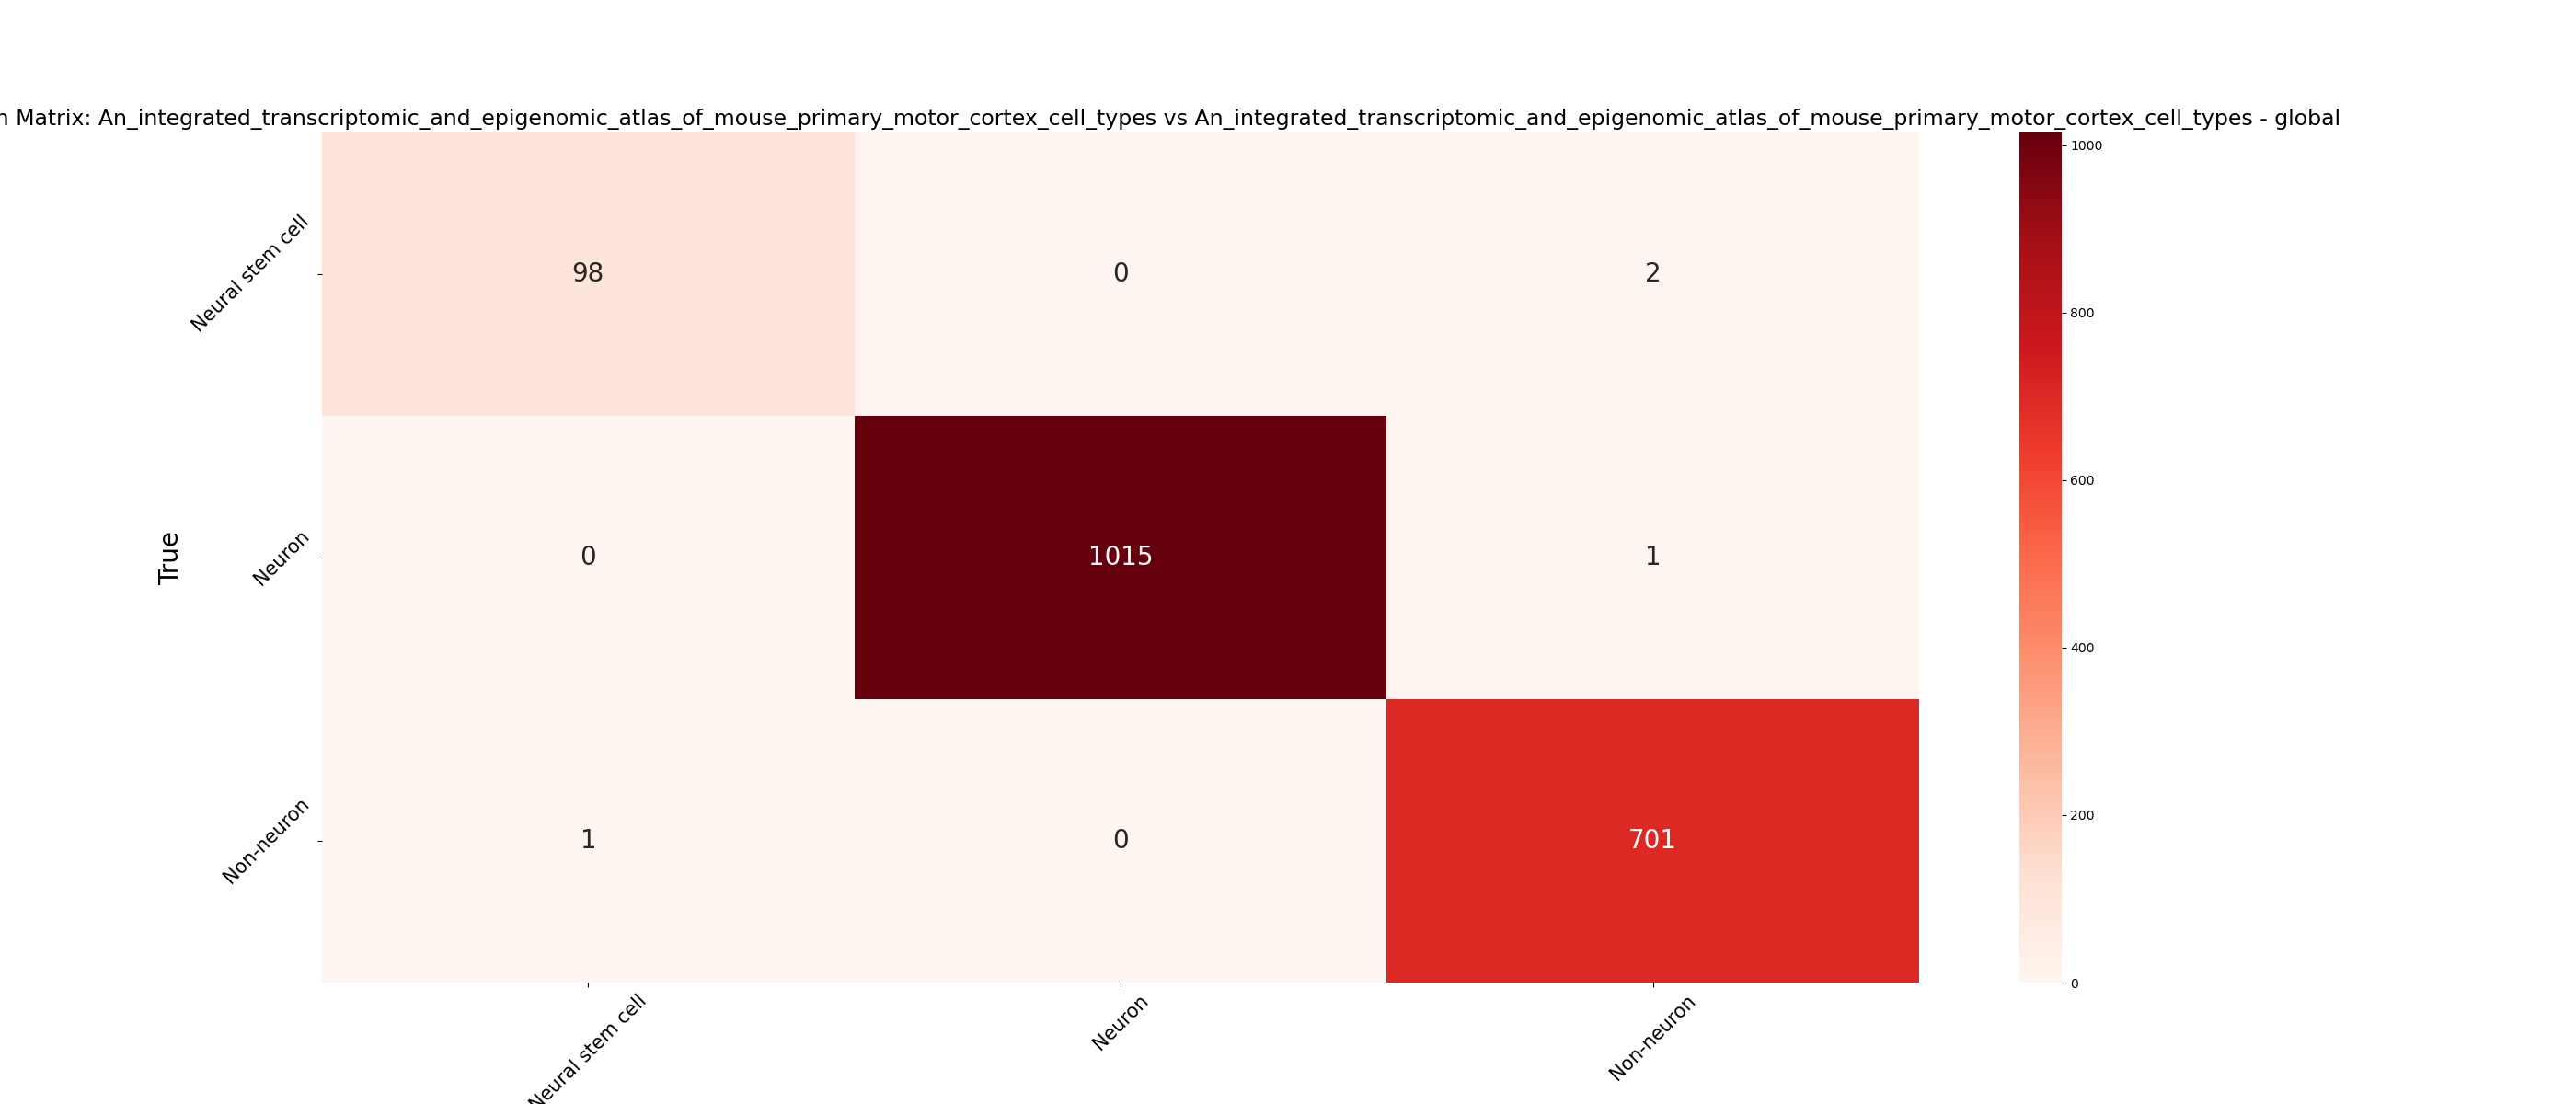 n Matrix: An_integrated_transcriptomic_and_epigenomic_atlas_of_mouse_primary_motor_cortex_cell_types vs An_integrated_transcriptomic_and_epigenomic_atlas_of_mouse_primary_motor_cortex_cell_types - global
True
Neural stem cell
98
0
2
Neuron
0
1015
1
Non-neuron
1
0
701
Neural stem cell
Neuron
Non-neuron
1000
800
600
400
200
0